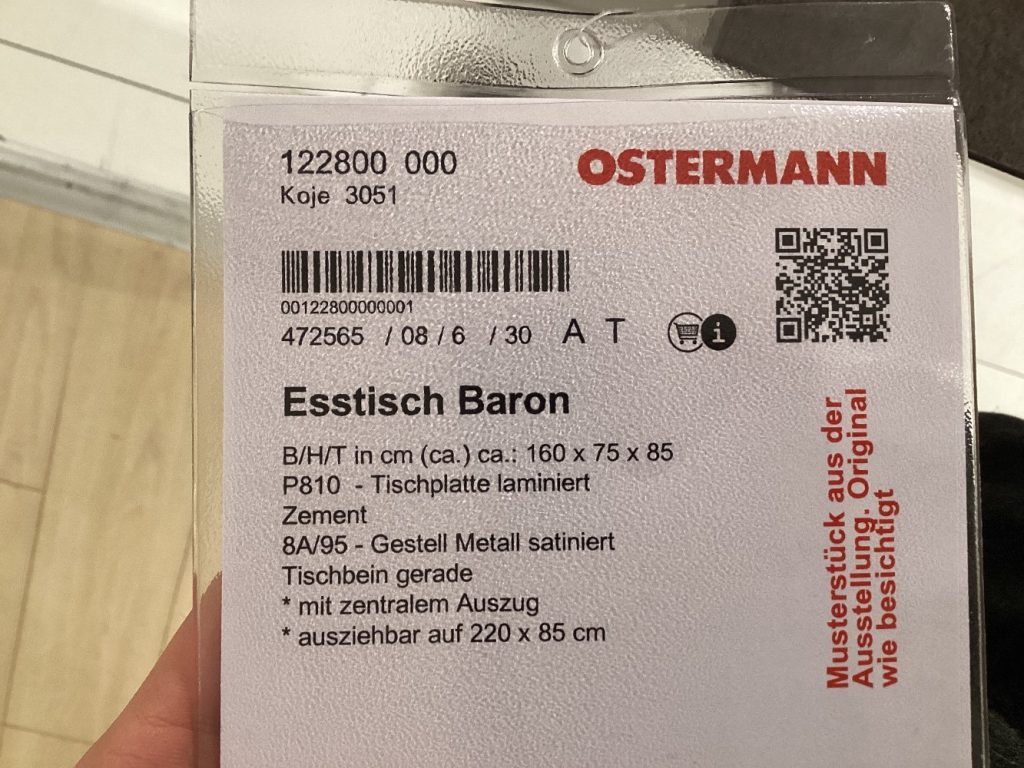 122800 000
Koje 3051
OSTERMANN
00122800000001
472565 / 08 / 6 / 30 A T
i
Esstisch Baron
B/H/T in cm (ca.) ca.: 160 x 75 x 85
P810 - Tischplatte laminiert
Zement
8A/95 - Gestell Metall satiniert
Tischbein gerade
* mit zentralem Auszug
* ausziehbar auf 220 x 85 cm
Musterstück aus der
Ausstellung. Original
wie besichtigt